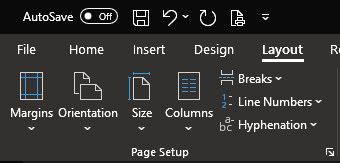 AutoSave Off
File Home Insert Design Layout
Breaks
Margins Orientation Size Columns Line Numbers
Hyphenation
Page Setup